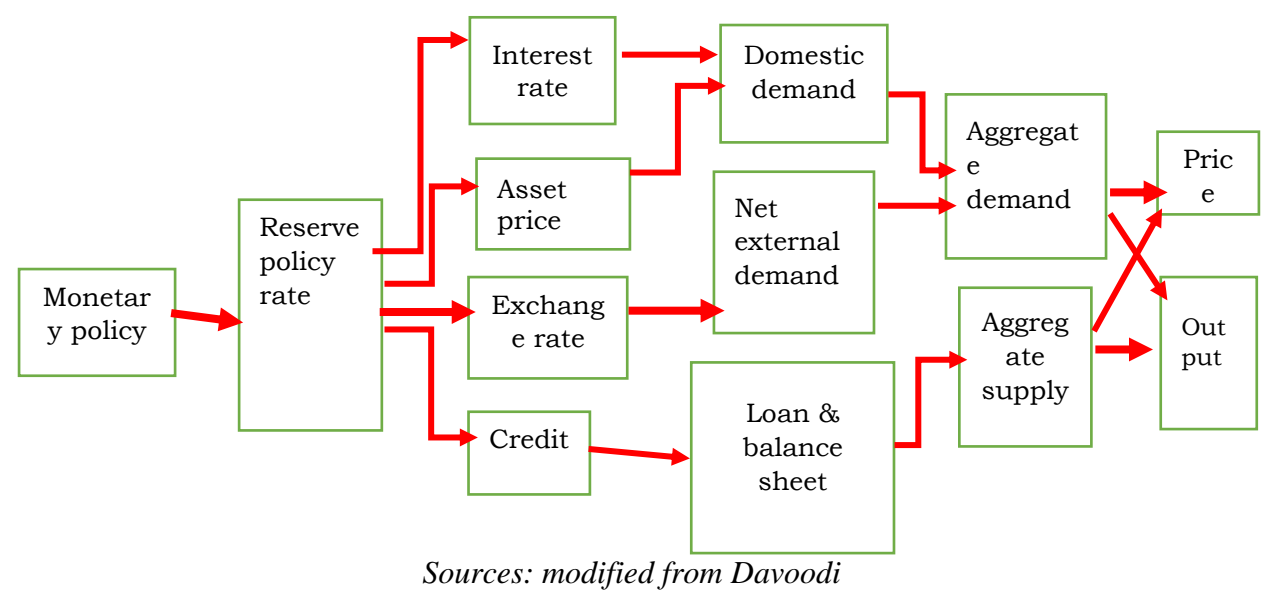 Monetar
y policy
Reserve
policy
rate
Interest
rate
Asset
price
Exchang
e rate
Credit
Domestic
demand
Net
external
demand
Loan &
balance
sheet
Aggregat
e
demand
Aggreg
ate
supply
Pric
e
Out
put
Sources: modified from Davoodi